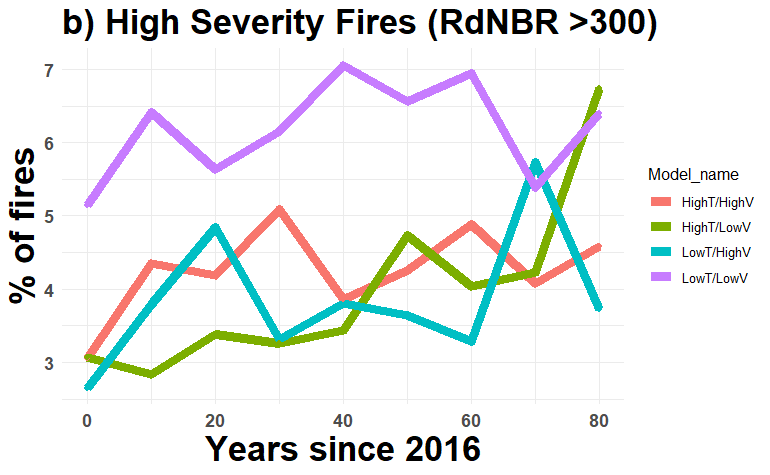 b) High Severity Fires (RdNBR >300)
7
6
5
4
3
% of fires
0 20 40 60 80
Years since 2016
Model_name
HighT/HighV
HighT/LowV
LowT/HighV
LowT/LowV